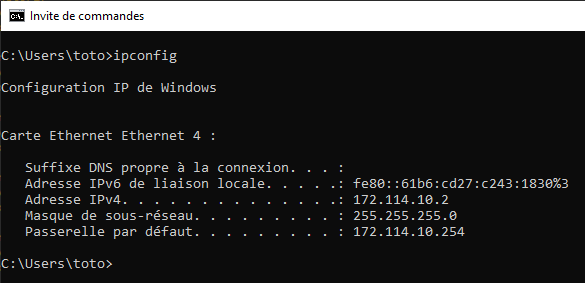 Invite de commandes
C:\Users\toto>ipconfig
Configuration IP de Windows
Carte Ethernet Ethernet 4 :
Suffixe DNS propre à la connexion. . . :
Adresse IPv6 de liaison locale. . . . .: fe80::61b6:cd27:c243:1830%3
Adresse IPv4. . . . . . . . . . . . . .: 172.114.10.2
Masque de sous-réseau. . . . . . . . . : 255.255.255.0
Passerelle par défaut. . . . . . . . . : 172.114.10.254
C:\Users\toto>